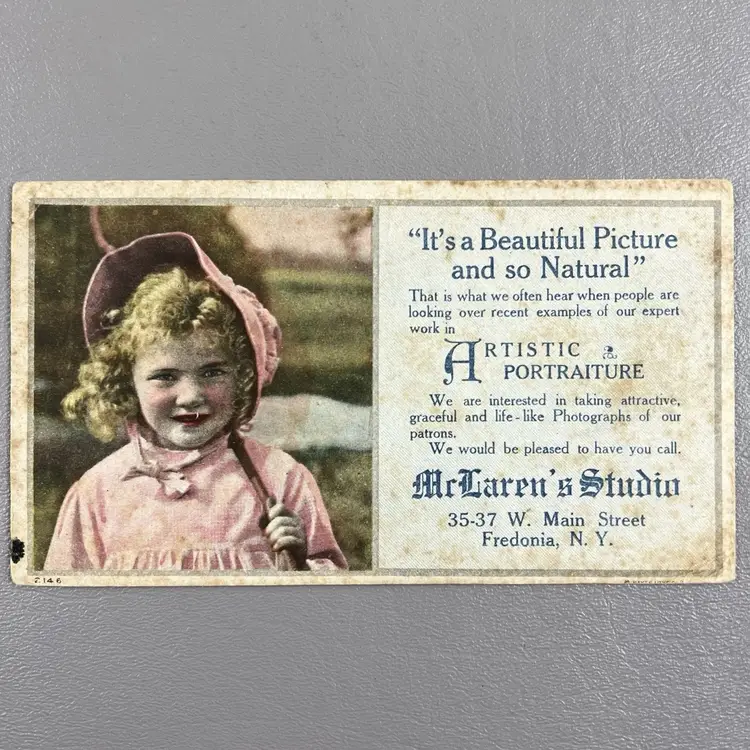 "It's a Beautiful Picture
and so Natural"
That is what we often hear when people are
looking over recent examples of our expert
work in
ARTISTIC
PORTRAITURE
We are interested in taking attractive,
graceful and life-like Photographs of our
patrons.
We would be pleased to have you call.
McLaren's Studio
35-37 W. Main Street
Fredonia, N. Y.
2146